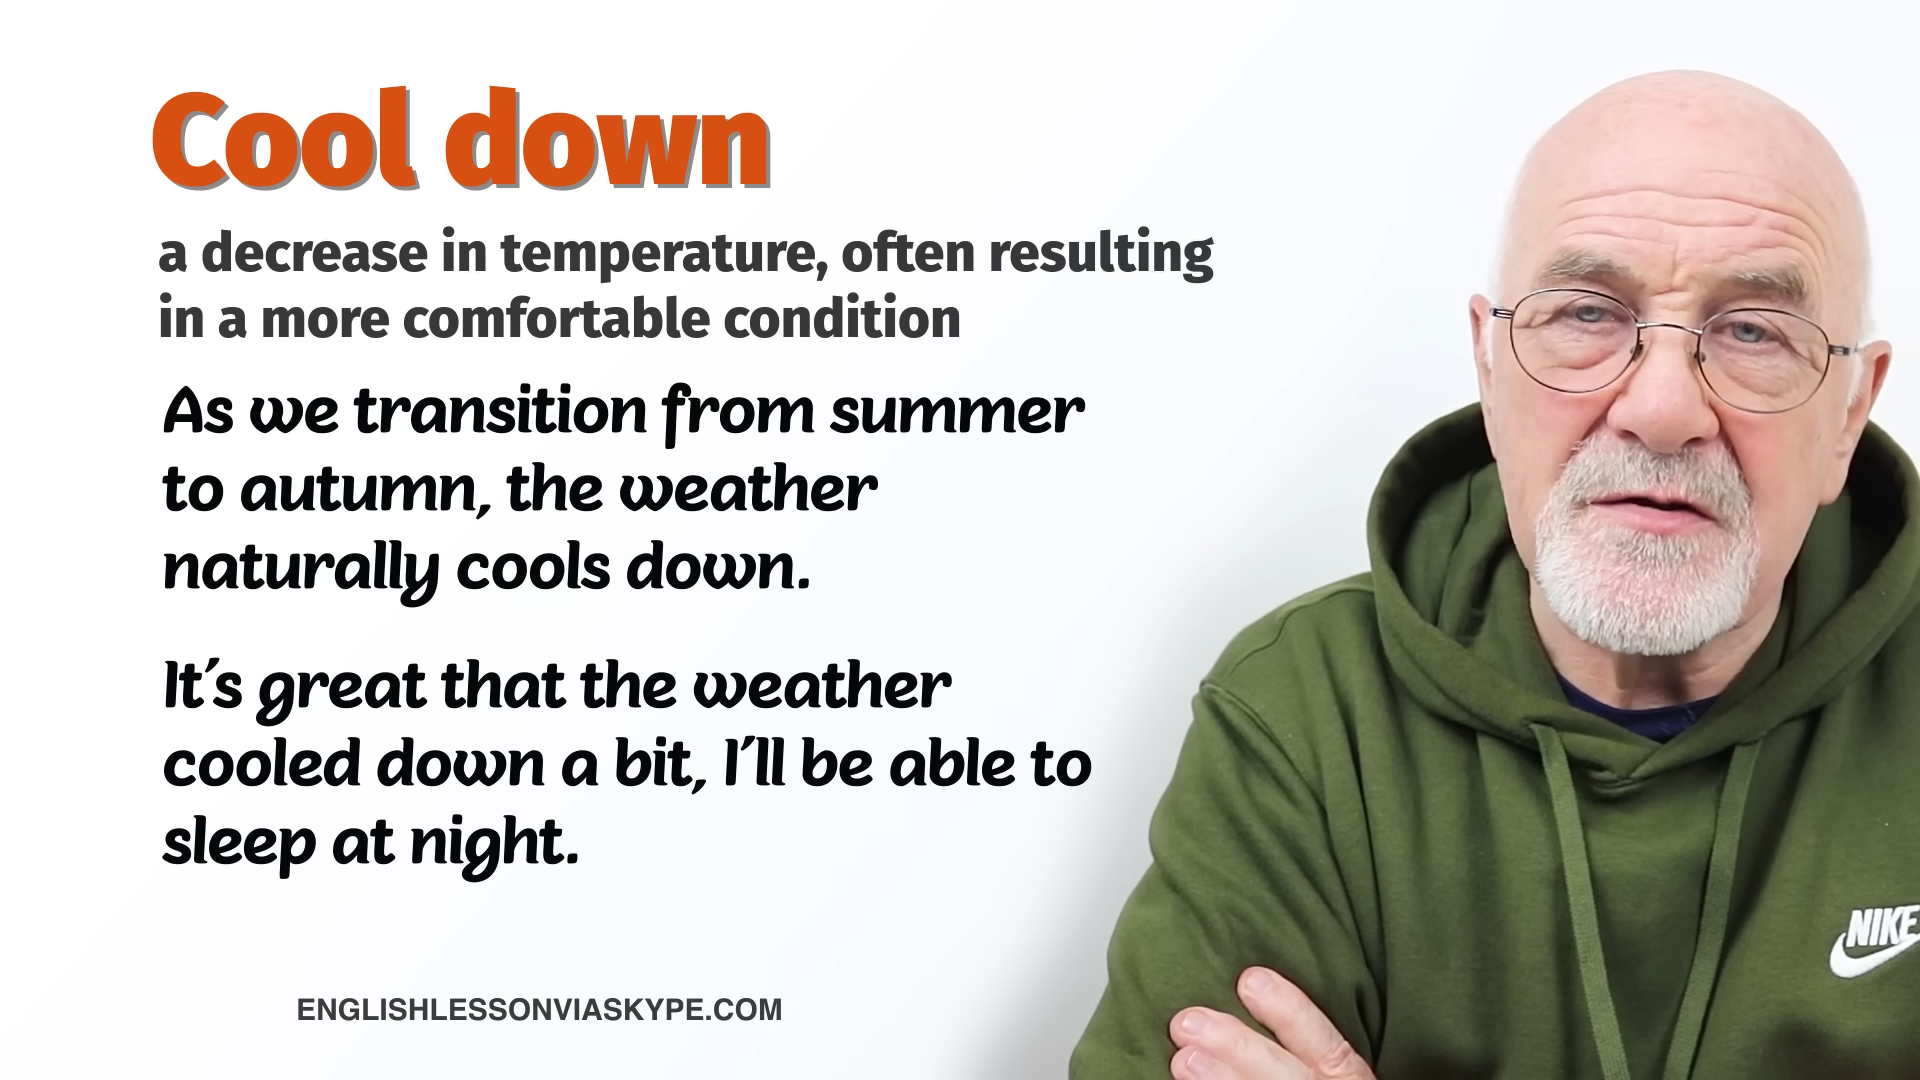 Cool down
a decrease in temperature, often resulting
in a more comfortable condition
As we transition from summer
to autumn, the weather
naturally cools down.
It's great that the weather
cooled down a bit, I'll be able to
sleep at night.
NIKE
ENGLISHLESSONVIASKYPE.COM